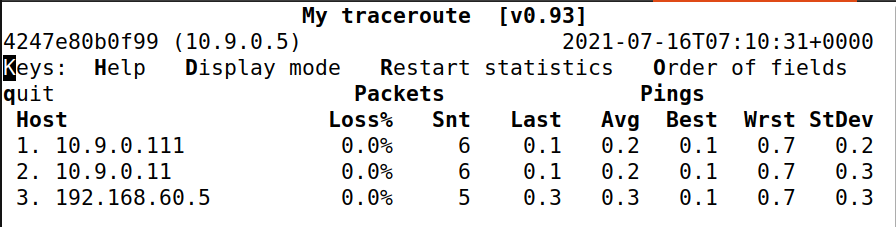 My traceroute [v0.93]
4247e80b0f99 (10.9.0.5) 2021-07-16T07:10:31+0000
Keys: Help Display mode Restart statistics Order of fields
quit Packets Pings
Host Loss% Snt Last Avg Best Wrst StDev
1. 10.9.0.111 0.0% 6 0.1 0.2 0.1 0.7 0.2
2. 10.9.0.11 0.0% 6 0.1 0.2 0.1 0.7 0.3
3. 192.168.60.5 0.0% 5 0.3 0.3 0.1 0.7 0.3